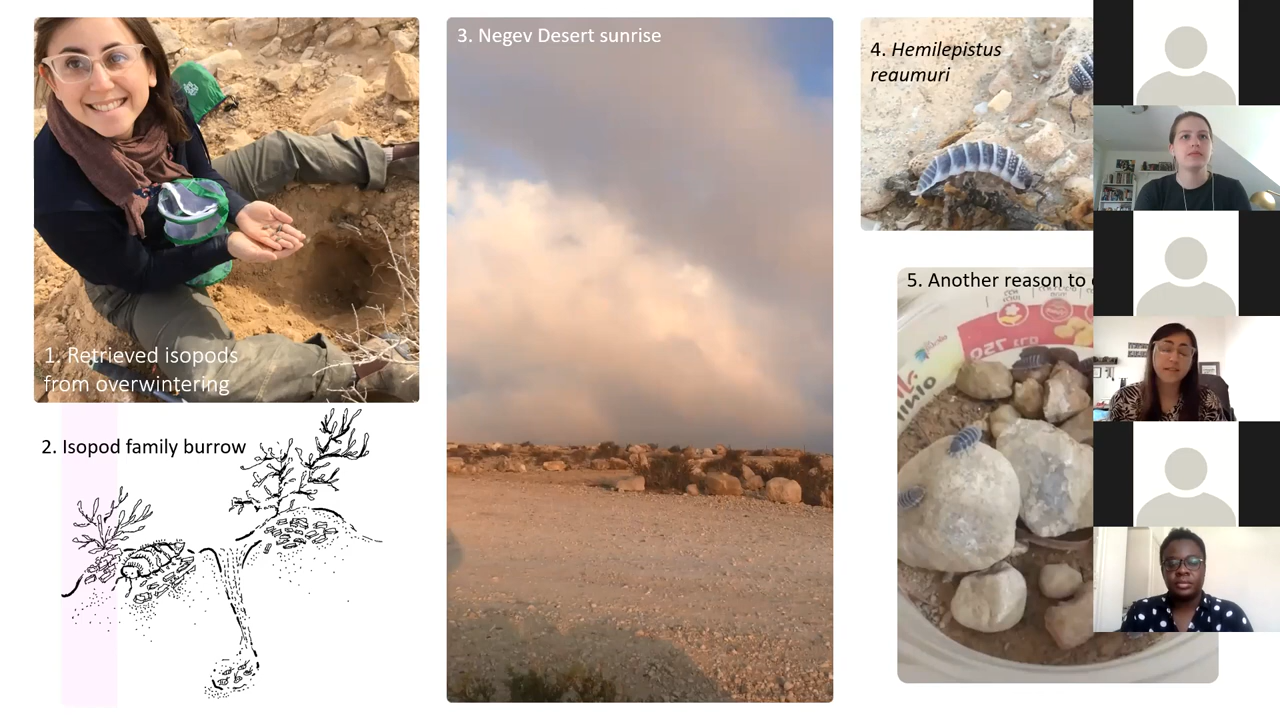 1. Retrieved isopods
from overwintering
2. Isopod family burrow
3. Negev Desert sunrise
4. Hemilepistus
reaumuri
5. Another reason to
750